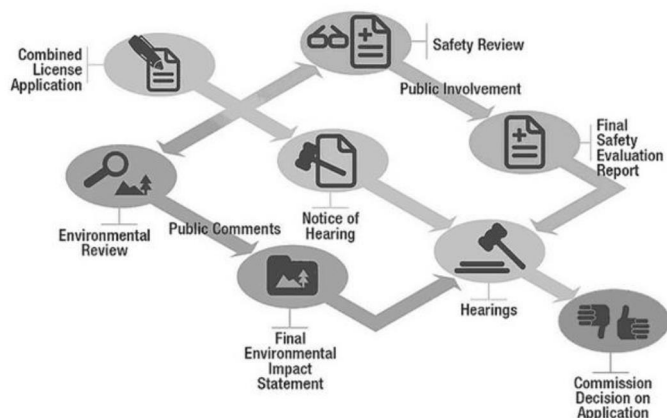 Combined
License
Application
Safety Review
Public Involvement
Final
Safety
Evaluation
Report
Environmental
Review
Public Comments
Notice of
Hearing
Final
Environmental
Impact
Statement
Hearings
Commission
Decision on
Application